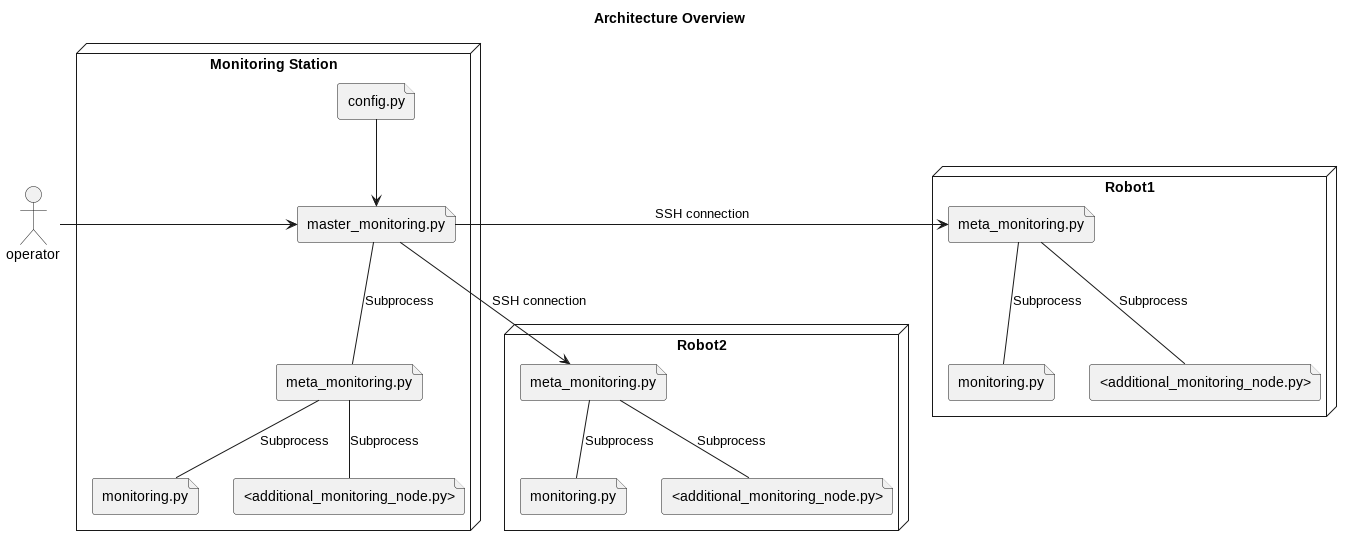 Architecture Overview
Monitoring Station
config.py
operator
master_monitoring.py
SSH connection
Robot1
meta_monitoring.py
Subprocess
Subprocess
monitoring.py
<additional_monitoring_node.py>
Subprocess
SSH connection
Robot2
meta_monitoring.py
Subprocess
Subprocess
monitoring.py
<additional_monitoring_node.py>
meta_monitoring.py
Subprocess
Subprocess
monitoring.py
<additional_monitoring_node.py>